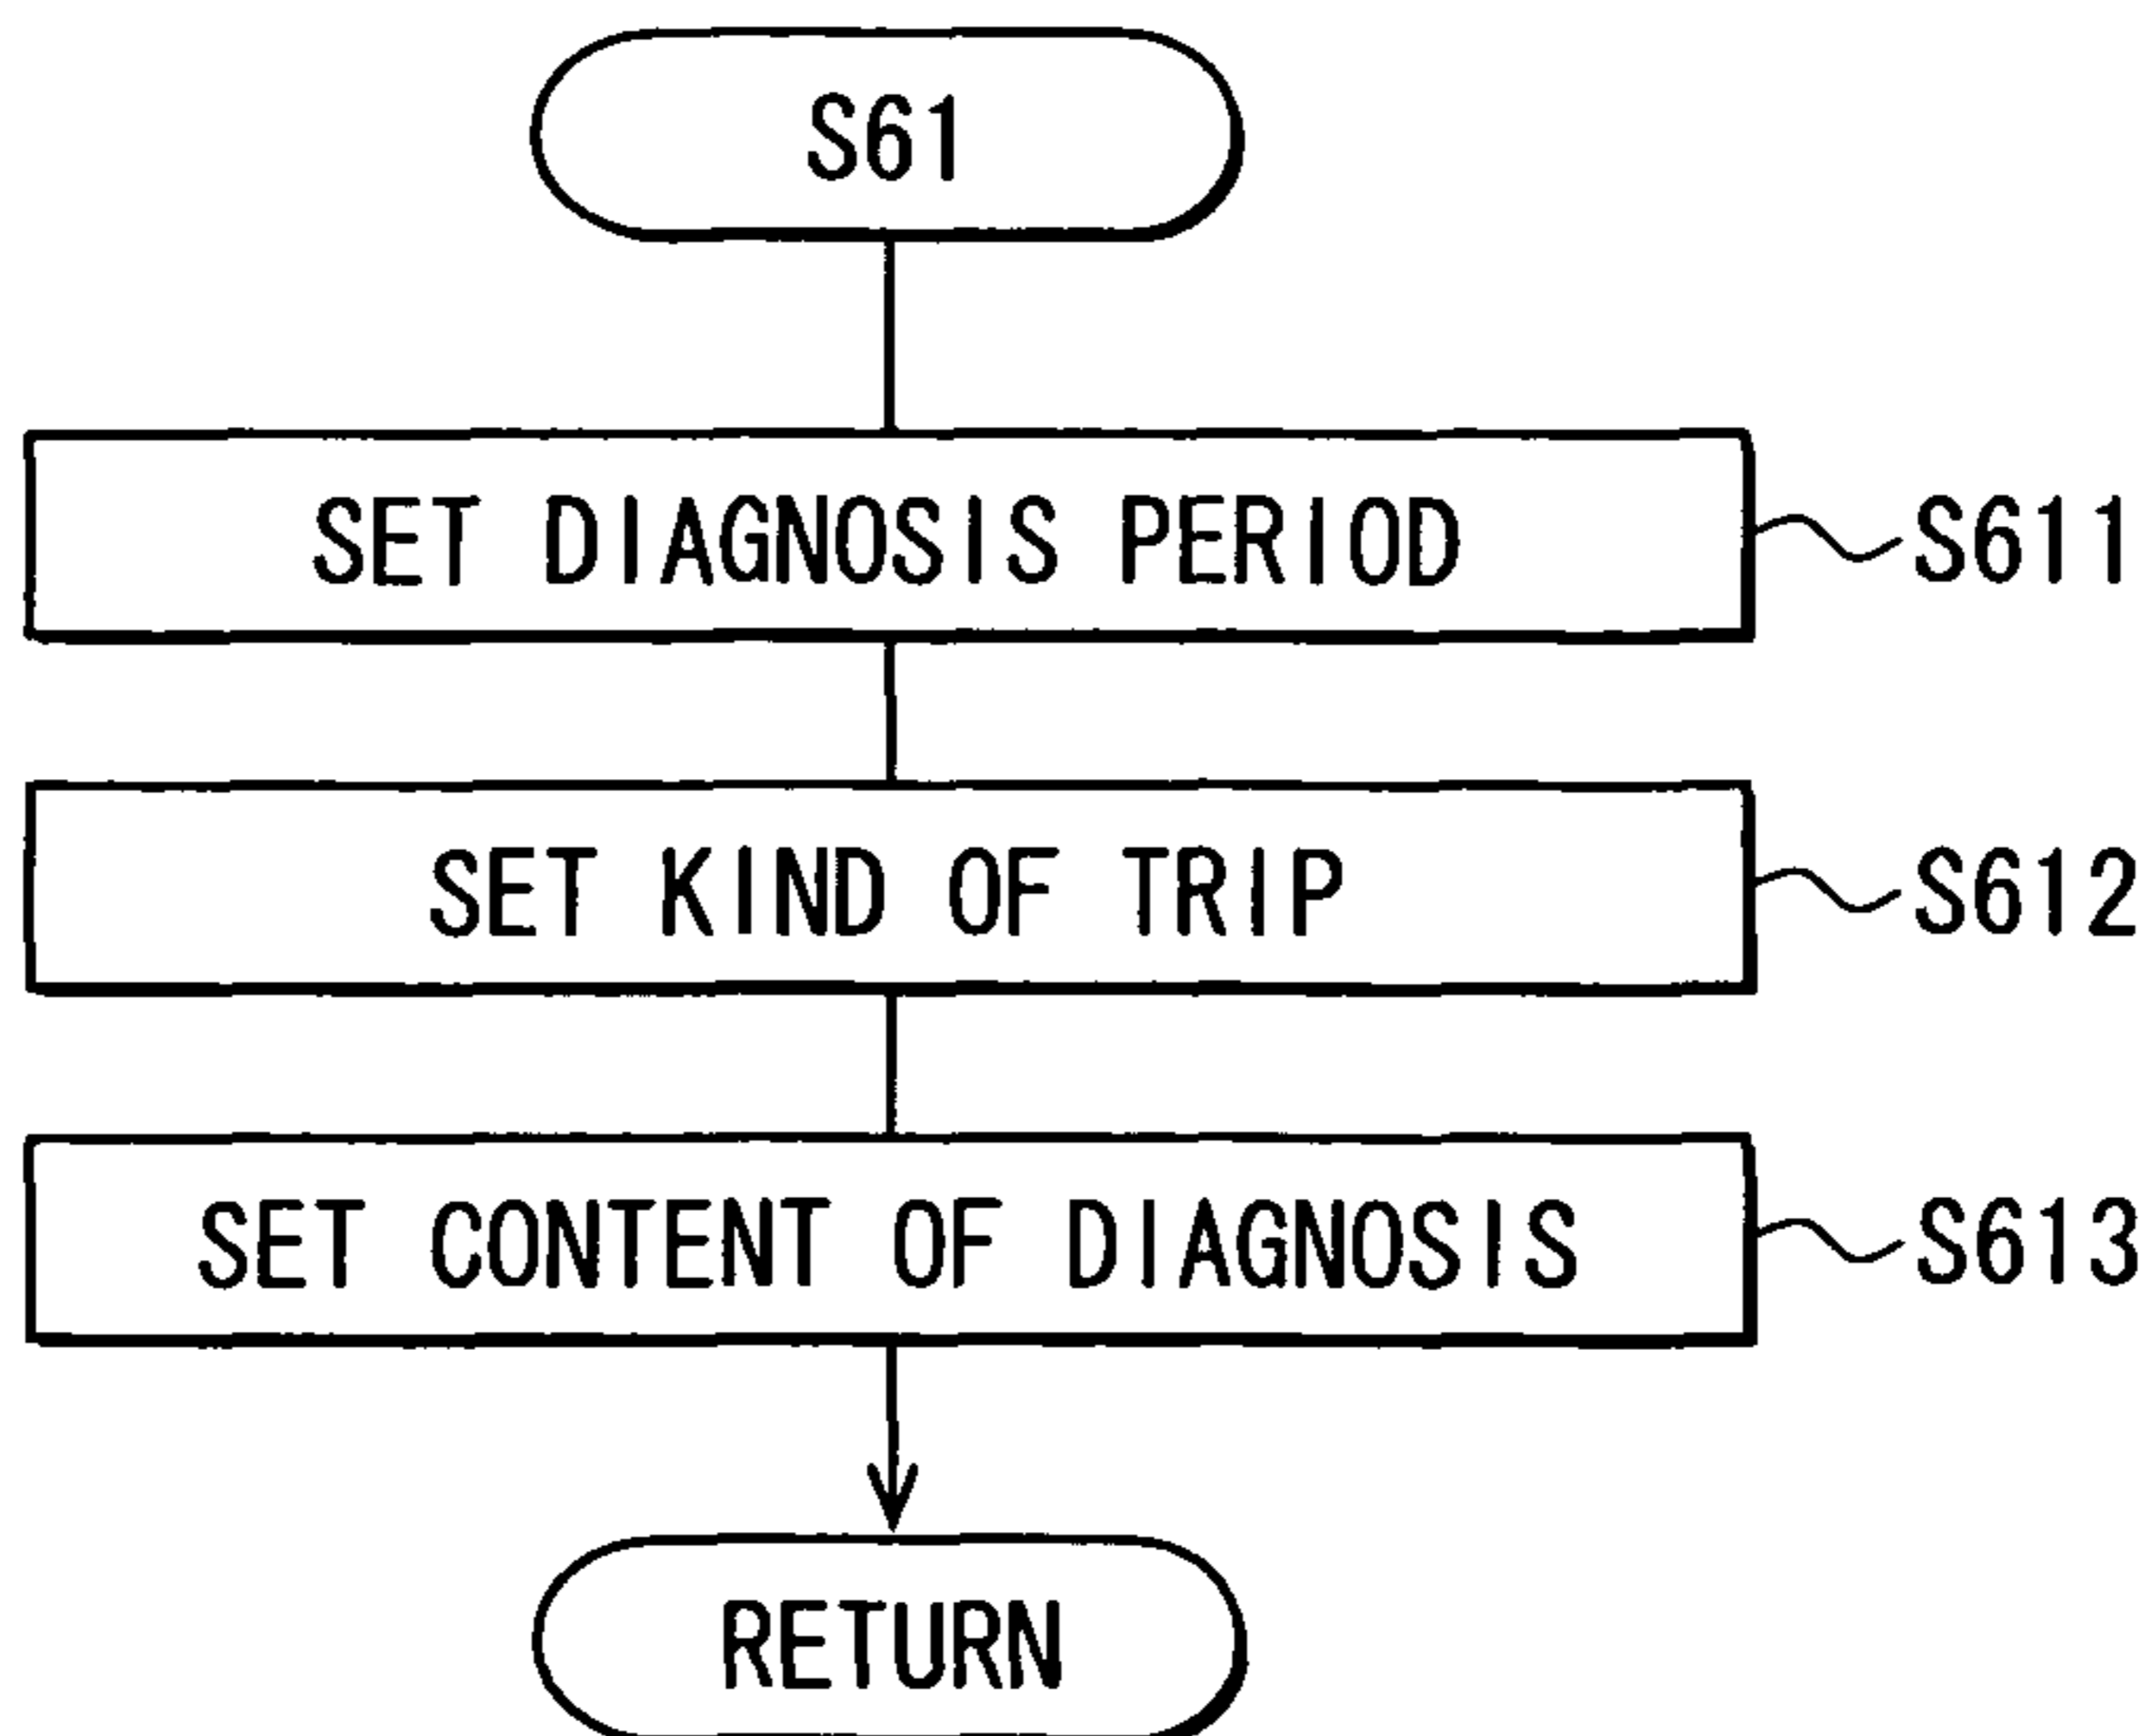 S61
SET DIAGNOSIS PERIOD
S611
SET KIND OF TRIP
S612
SET CONTENT OF DIAGNOSIS
S613
RETURN